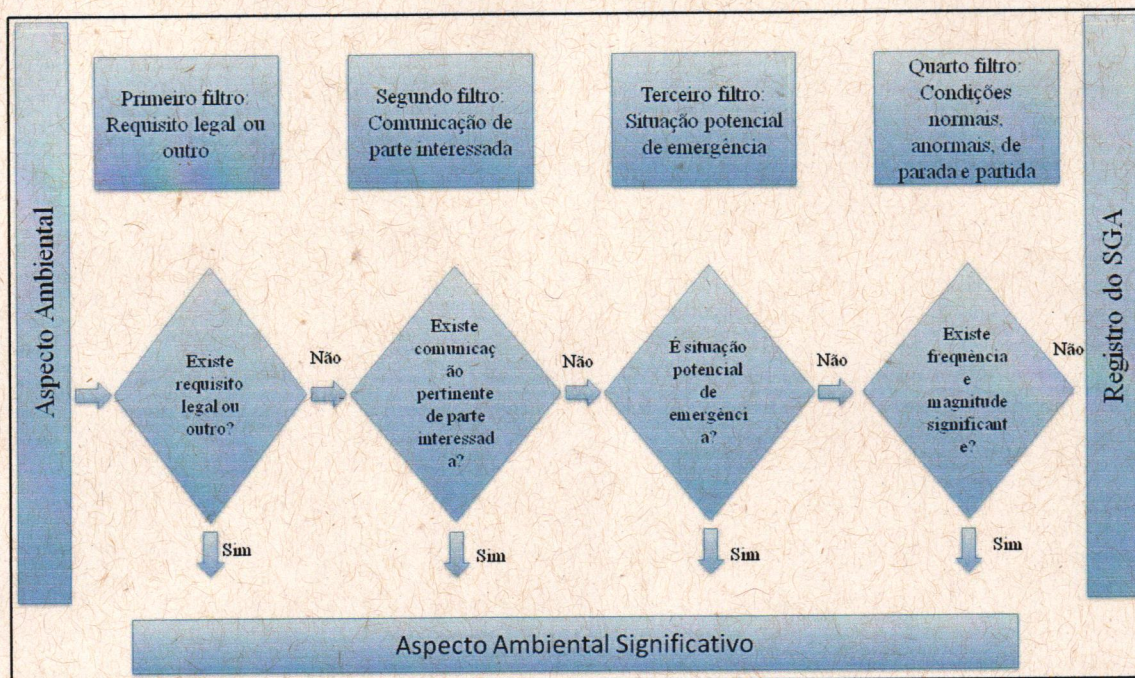 Aspecto Ambiental
Primeiro filtro:
Requisito legal ou
outro
Segundo filtro:
Comunicação de
parte interessada
Terceiro filtro:
Situação potencial
de emergência
Quarto filtro:
Condições
normais,
anormais, de
parada e partida
Existe
requisito
legal ou
outro?
Não
Existe
comunicaç
ão
pertinente
de parte
interessad
a?
Não
É situação
potencial
de
emergênci
a?
Não
Existe
frequência
e
magnitude
significant
e?
Não
Sim
Sim
Sim
Sim
Registro do SGA
Aspecto Ambiental Significativo